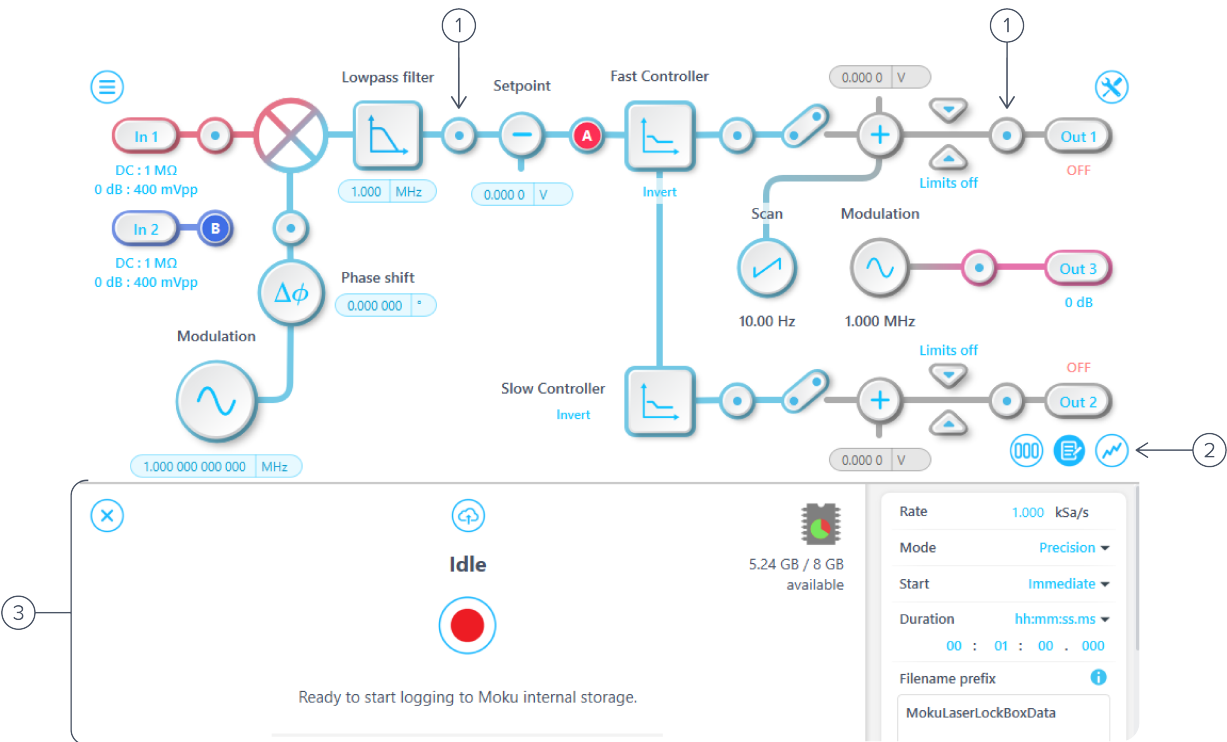 1
1
Lowpass filter
Setpoint
Fast Controller
0.000 0 V
In 1
A
Out 1
DC : 1 MΩ
0 dB : 400 mVpp
1.000 MHz
0.000 0 V
Invert
Limits off
OFF
In 2
B
Scan
Modulation
DC : 1 MΩ
0 dB : 400 mVpp
Δϕ
Phase shift
0.000 000 °
Out 3
0 dB
10.00 Hz
1.000 MHz
Modulation
Limits off
OFF
Slow Controller
Invert
Out 2
1.000 000 000 000 MHz
0.000 0 V
2
3
Idle
5.24 GB / 8 GB
available
Ready to start logging to Moku internal storage.
Rate 1.000 kSa/s
Mode Precision
Start Immediate
Duration hh:mm:ss.ms
00 : 01 : 00 . 000
Filename prefix i
MokuLaserLockBoxData